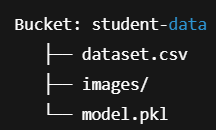 Bucket: student-data
├── dataset.csv
├── images/
└── model.pkl